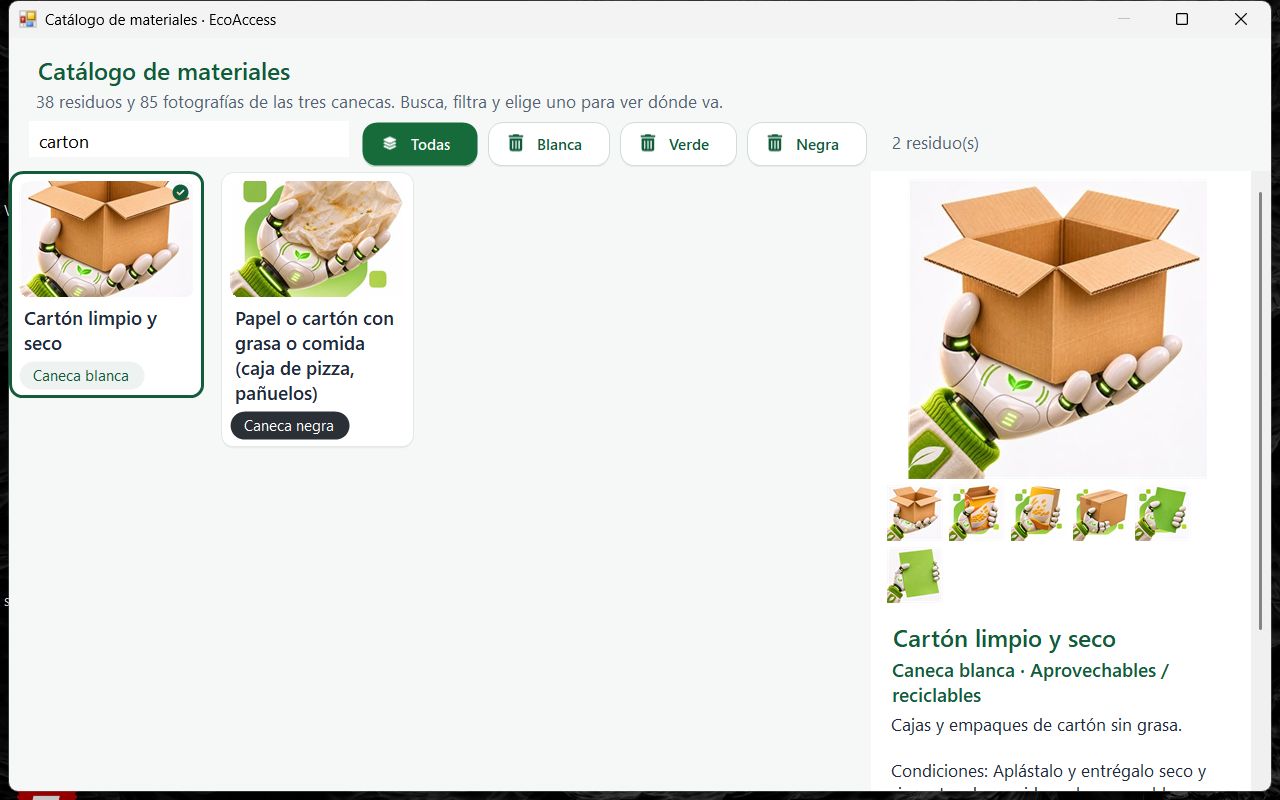 Catálogo de materiales · EcoAccess
Catálogo de materiales
38 residuos y 85 fotografías de las tres canecas. Busca, filtra y elige uno para ver dónde va.
carton
Todas
Blanca
Verde
Negra
2 residuo(s)
Cartón limpio y
seco
Caneca blanca
Papel o cartón con
grasa o comida
(caja de pizza,
pañuelos)
Caneca negra
Cartón limpio y seco
Caneca blanca · Aprovechables /
reciclables
Cajas y empaques de cartón sin grasa.
Condiciones: Aplástalo y entrégalo seco y